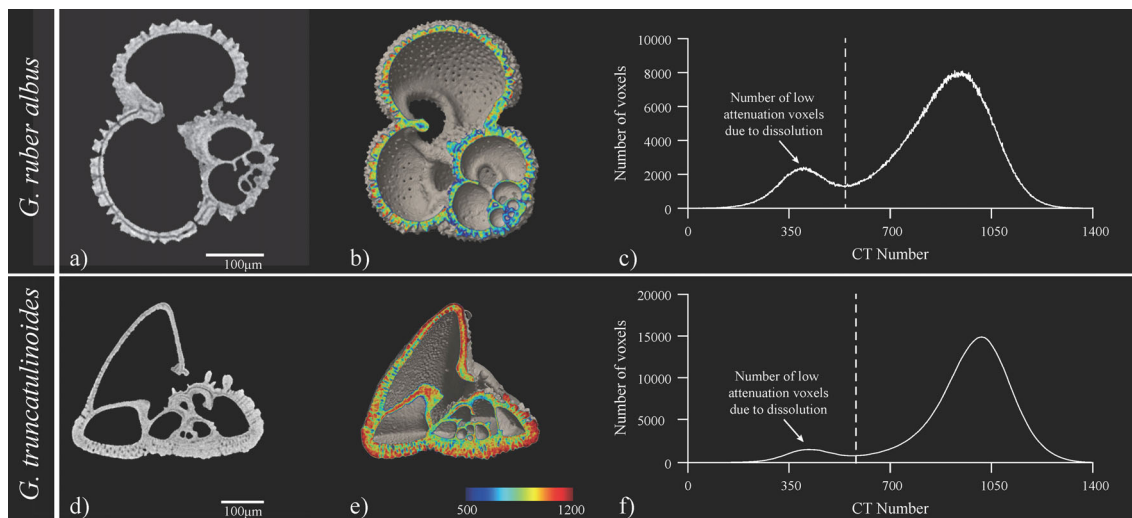 G. ruber albus
a)
100μm
b)
c)
Number of voxels
10000
8000
6000
4000
2000
0
Number of low
attenuation voxels
due to dissolution
0 350 700 1050 1400
CT Number
G. truncatulinoides
d)
100μm
e)
500 1200
f)
Number of voxels
20000
15000
10000
5000
0
Number of low
attenuation voxels
due to dissolution
0 350 700 1050 1400
CT Number